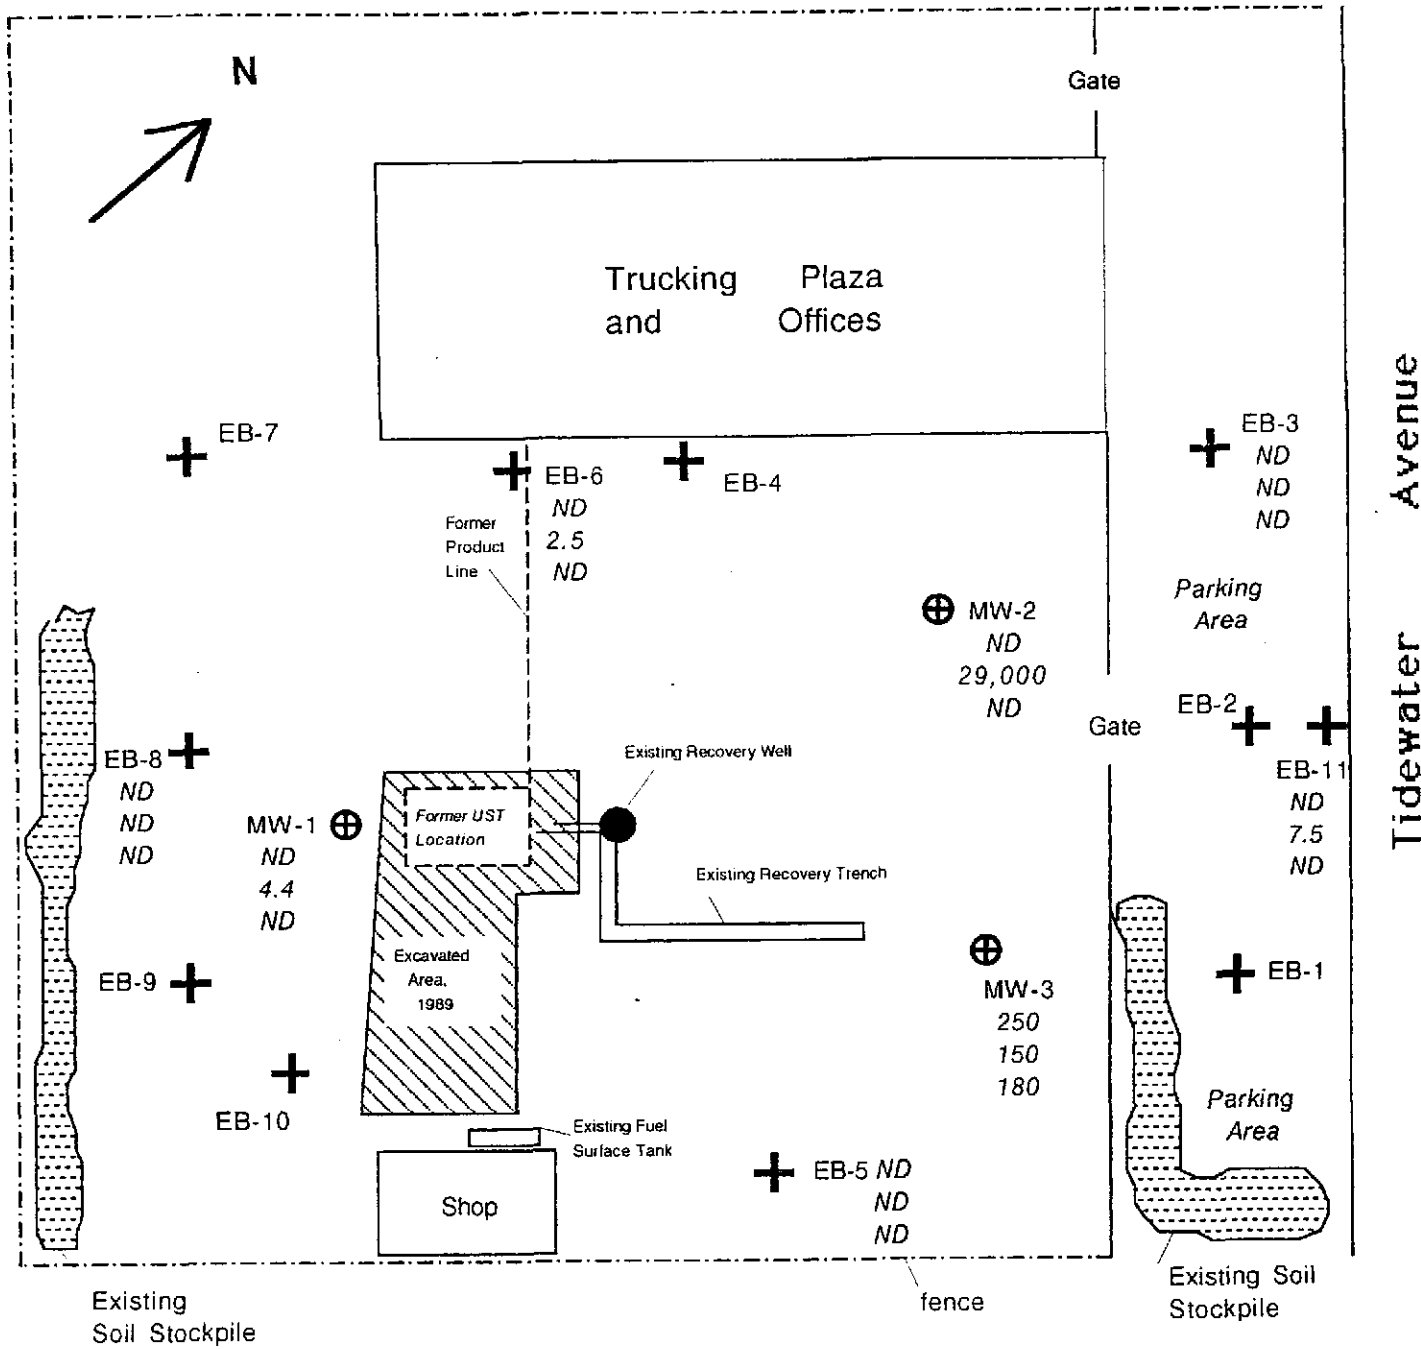 N
Gate
Trucking Plaza
and Offices
EB-7
EB-6
ND
2.5
ND
EB-4
EB-3
ND
ND
ND
Former
Product
Line
Parking
Area
MW-2
ND
29,000
ND
Tidewater Avenue
EB-2
Gate
EB-11
ND
7.5
ND
EB-8
ND
ND
ND
Existing Recovery Well
MW-1
ND
4.4
ND
Former UST
Location
Existing Recovery Trench
Excavated
Area,
1989
EB-9
MW-3
250
150
180
EB-1
EB-10
Parking
Area
Existing Fuel
Surface Tank
EB-5 ND
ND
ND
Shop
Existing
Soil Stockpile
fence
Existing Soil
Stockpile